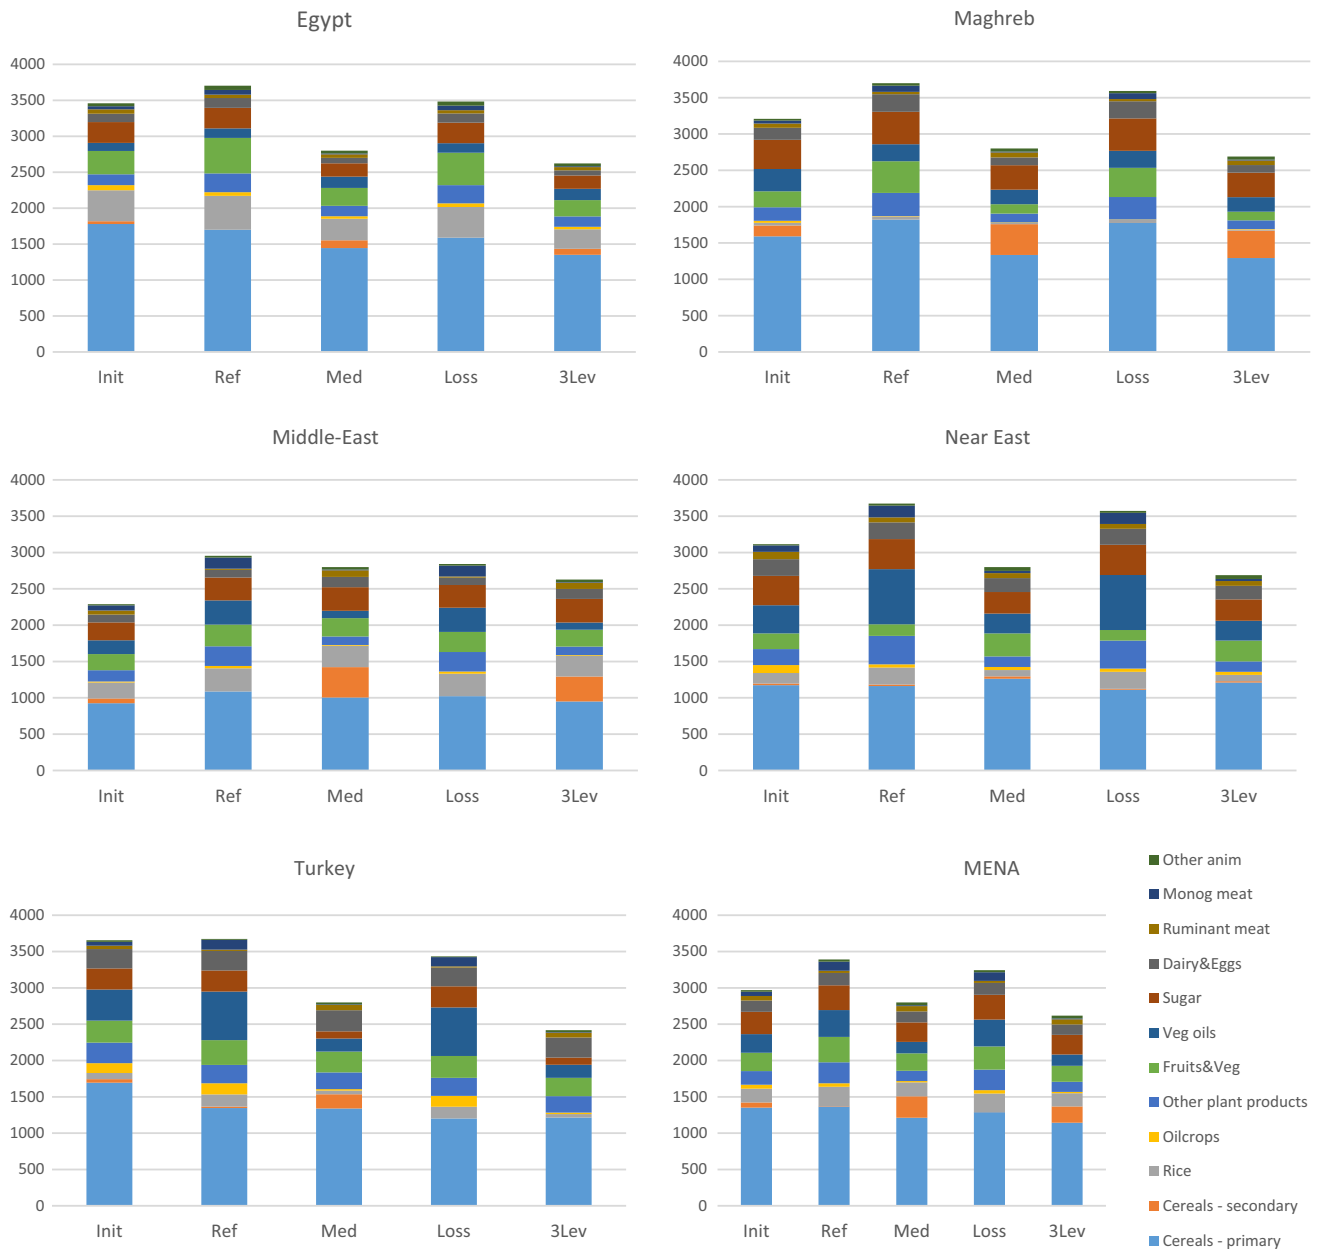 Egypt
4000
3500
3000
2500
2000
1500
1000
500
0
Init Ref Med Loss 3Lev
Maghreb
4000
3500
3000
2500
2000
1500
1000
500
0
Init Ref Med Loss 3Lev
Middle-East
4000
3500
3000
2500
2000
1500
1000
500
0
Init Ref Med Loss 3Lev
Near East
4000
3500
3000
2500
2000
1500
1000
500
0
Init Ref Med Loss 3Lev
Turkey
4000
3500
3000
2500
2000
1500
1000
500
0
Init Ref Med Loss 3Lev
MENA
4000
3500
3000
2500
2000
1500
1000
500
0
Init Ref Med Loss 3Lev
Other anim
Monog meat
Ruminant meat
Dairy&Eggs
Sugar
Veg oils
Fruits&Veg
Other plant products
Oilcrops
Rice
Cereals - secondary
Cereals - primary